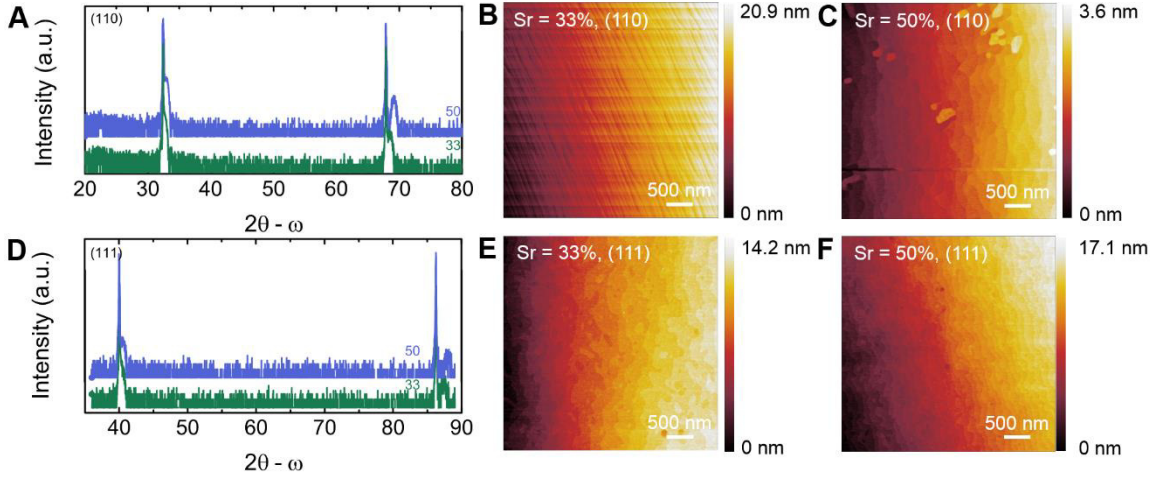 A
(110)
Intensity (a.u.)
50
33
20 30 40 50 60 70 80
2θ - ω
B
Sr = 33%, (110)
500 nm
20.9 nm
0 nm
C
Sr = 50%, (110)
500 nm
3.6 nm
0 nm
D
(111)
Intensity (a.u.)
50
33
40 50 60 70 80 90
2θ - ω
E
Sr = 33%, (111)
500 nm
14.2 nm
0 nm
F
Sr = 50%, (111)
500 nm
17.1 nm
0 nm